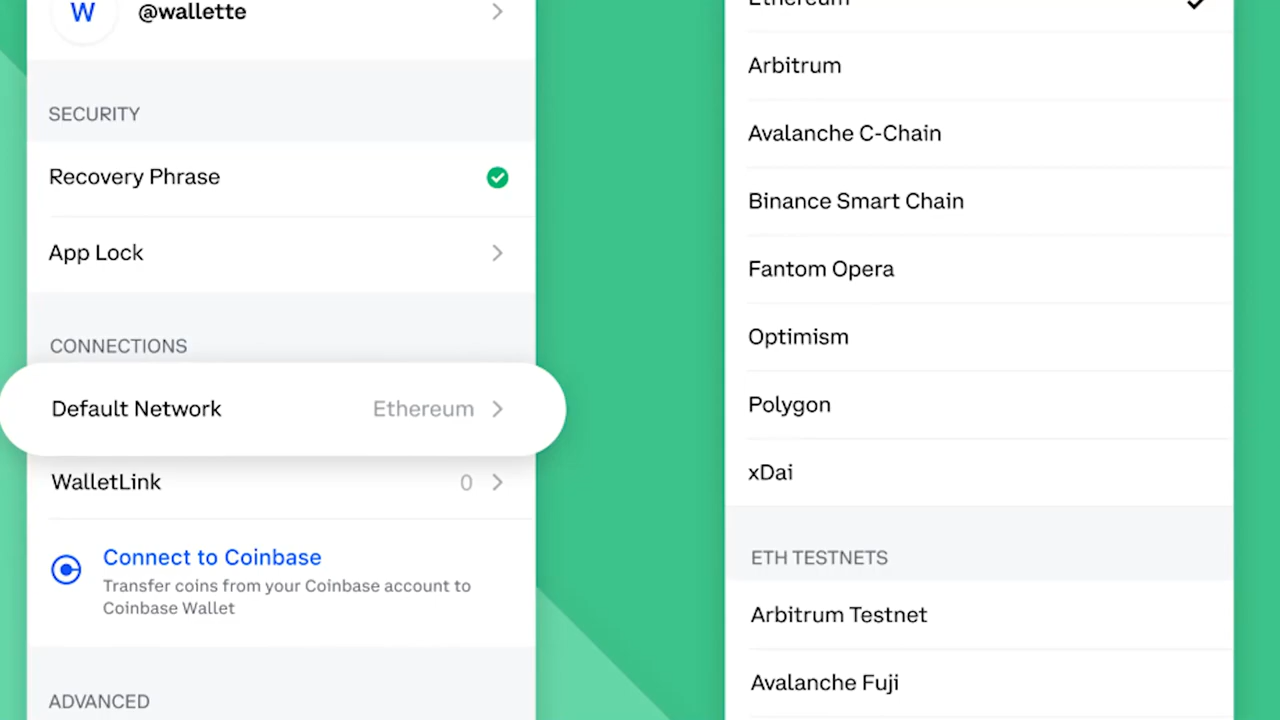 W @wallette
SECURITY
Recovery Phrase
App Lock
CONNECTIONS
Default Network Ethereum
WalletLink 0
Connect to Coinbase
Transfer coins from your Coinbase account to
Coinbase Wallet
ADVANCED
Ethereum
Arbitrum
Avalanche C-Chain
Binance Smart Chain
Fantom Opera
Optimism
Polygon
xDai
ETH TESTNETS
Arbitrum Testnet
Avalanche Fuji